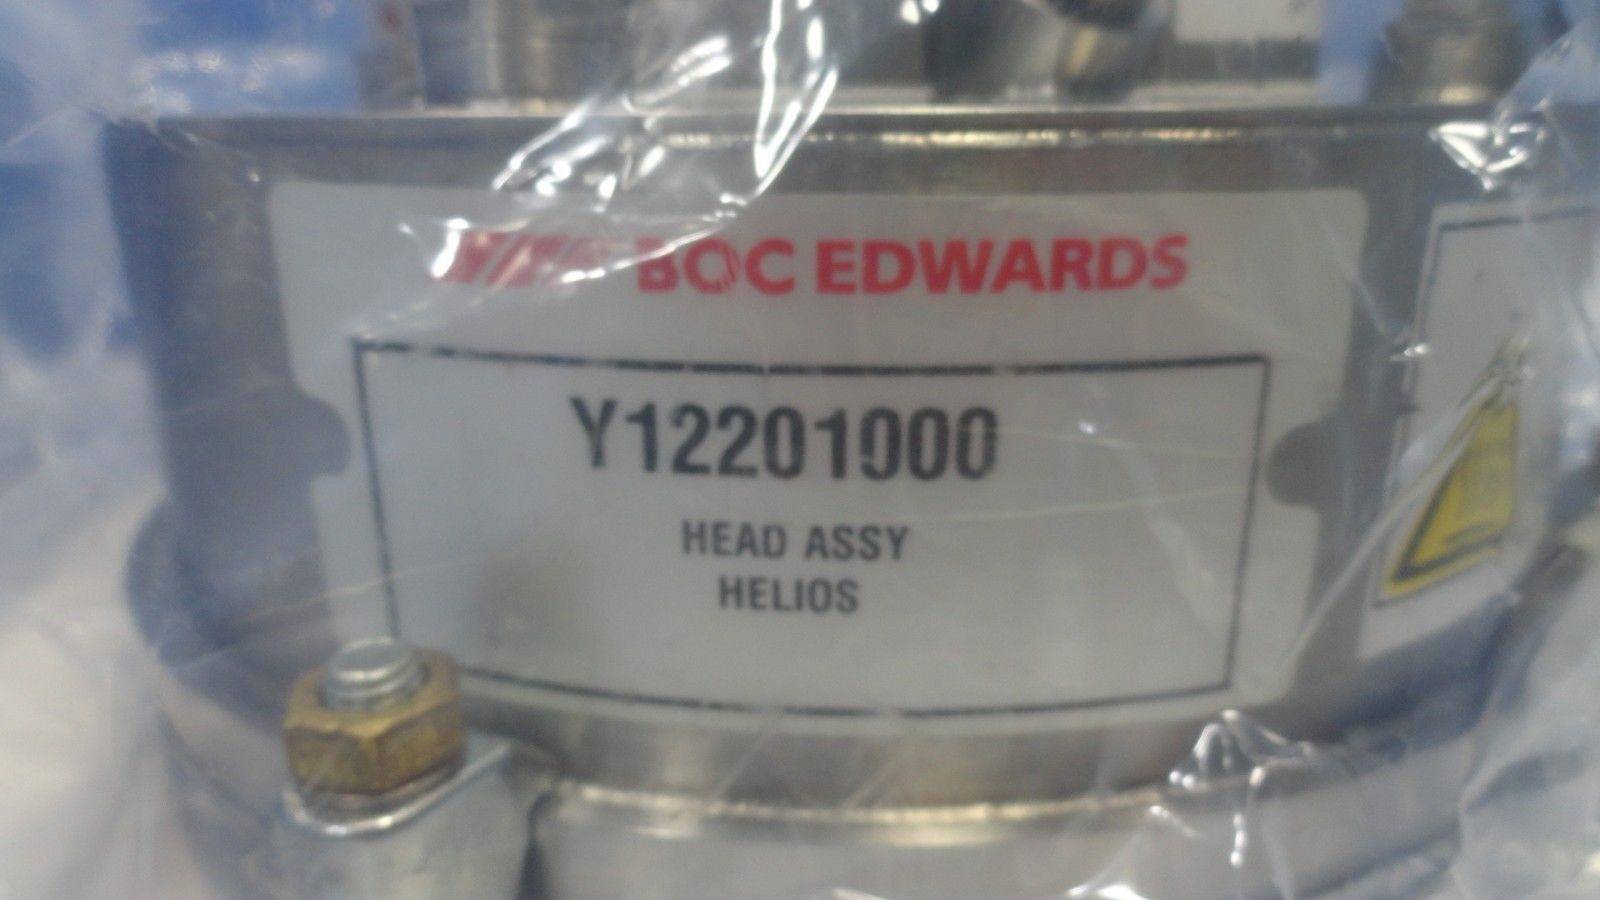 BOC EDWARDS
Y12201000
HEAD ASSY
HELIOS